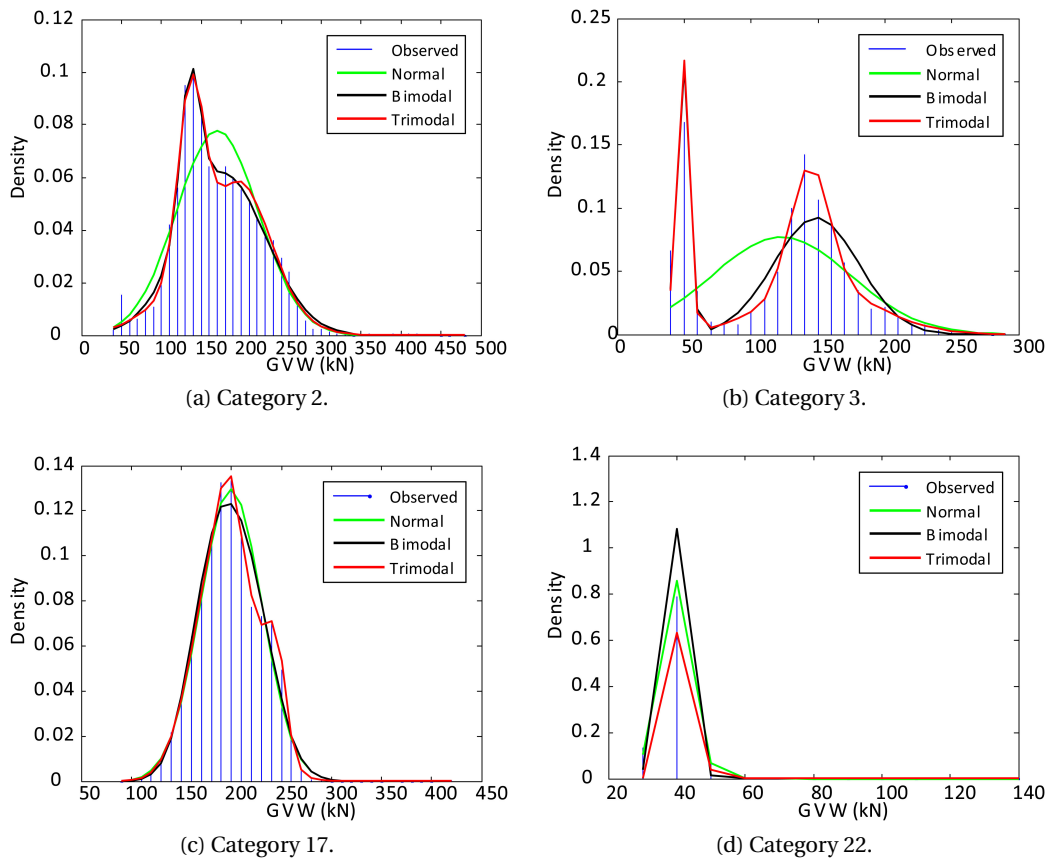 0.12
0.1
0.08
0.06
0.04
0.02
0
Density
Observed
Normal
Bimodal
Trimodal
0 50 100 150 200 250 300 350 400 450 500
GVW (kN)
(a) Category 2.
0.25
0.2
0.15
0.1
0.05
0
Density
Observed
Normal
Bimodal
Trimodal
0 50 100 150 200 250 300
GVW (kN)
(b) Category 3.
0.14
0.12
0.1
0.08
0.06
0.04
0.02
0
Density
Observed
Normal
Bimodal
Trimodal
50 100 150 200 250 300 350 400 450
GVW (kN)
(c) Category 17.
1.4
1.2
1
0.8
0.6
0.4
0.2
0
Density
Observed
Normal
Bimodal
Trimodal
20 40 60 80 100 120 140
GVW (kN)
(d) Category 22.